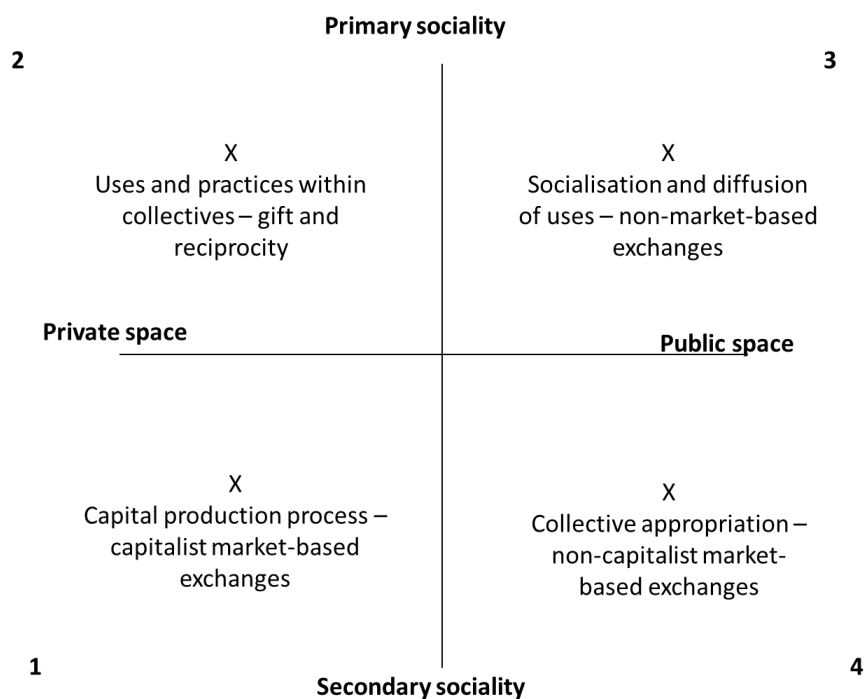 Primary sociality
2
3
X
Uses and practices within
collectives – gift and
reciprocity
X
Socialisation and diffusion
of uses – non-market-based
exchanges
Private space
Public space
X
Capital production process –
capitalist market-based
exchanges
X
Collective appropriation –
non-capitalist market-
based exchanges
1
4
Secondary sociality